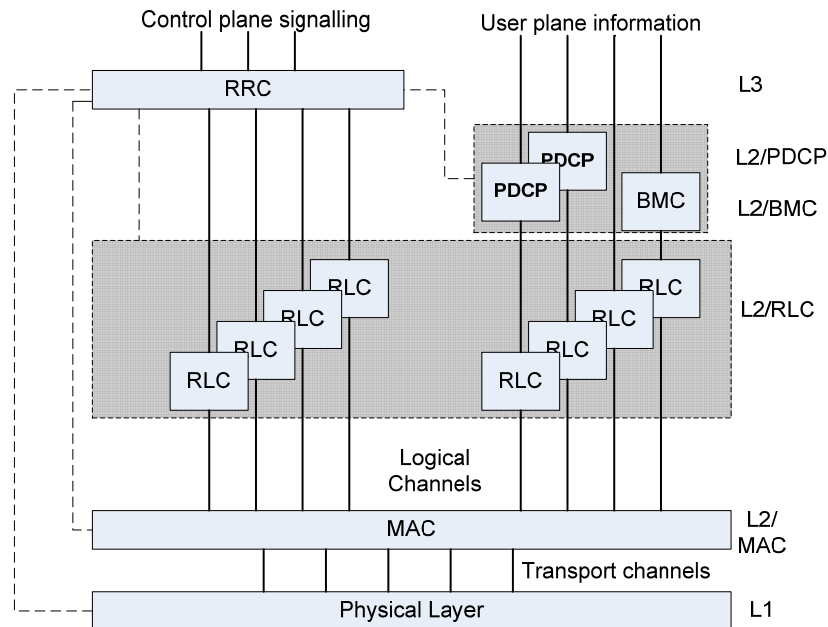 Control plane signalling
User plane information
RRC
L3
PDCP
L2/PDCP
PDCP
BMC
L2/BMC
RLC
RLC
RLC
RLC
RLC
RLC
RLC
RLC
L2/RLC
Logical
Channels
MAC
L2/
MAC
Transport channels
Physical Layer
L1